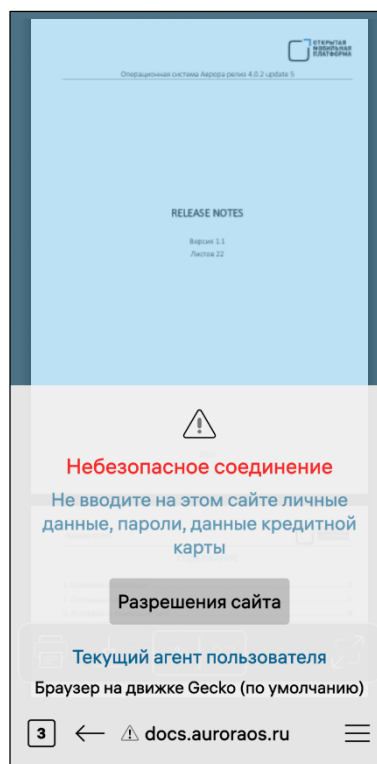 ОТКРЫТАЯ
МОБИЛЬНАЯ
ПЛАТФОРМА
Операционная система Аврора релиз 4.0.2 update 5
RELEASE NOTES
Версия 1.1
Листов 22
Небезопасное соединение
Не вводите на этом сайте личные
данные, пароли, данные кредитной
карты
Разрешения сайта
Текущий агент пользователя
Браузер на движке Gecko (по умолчанию)
3 docs.auroraos.ru